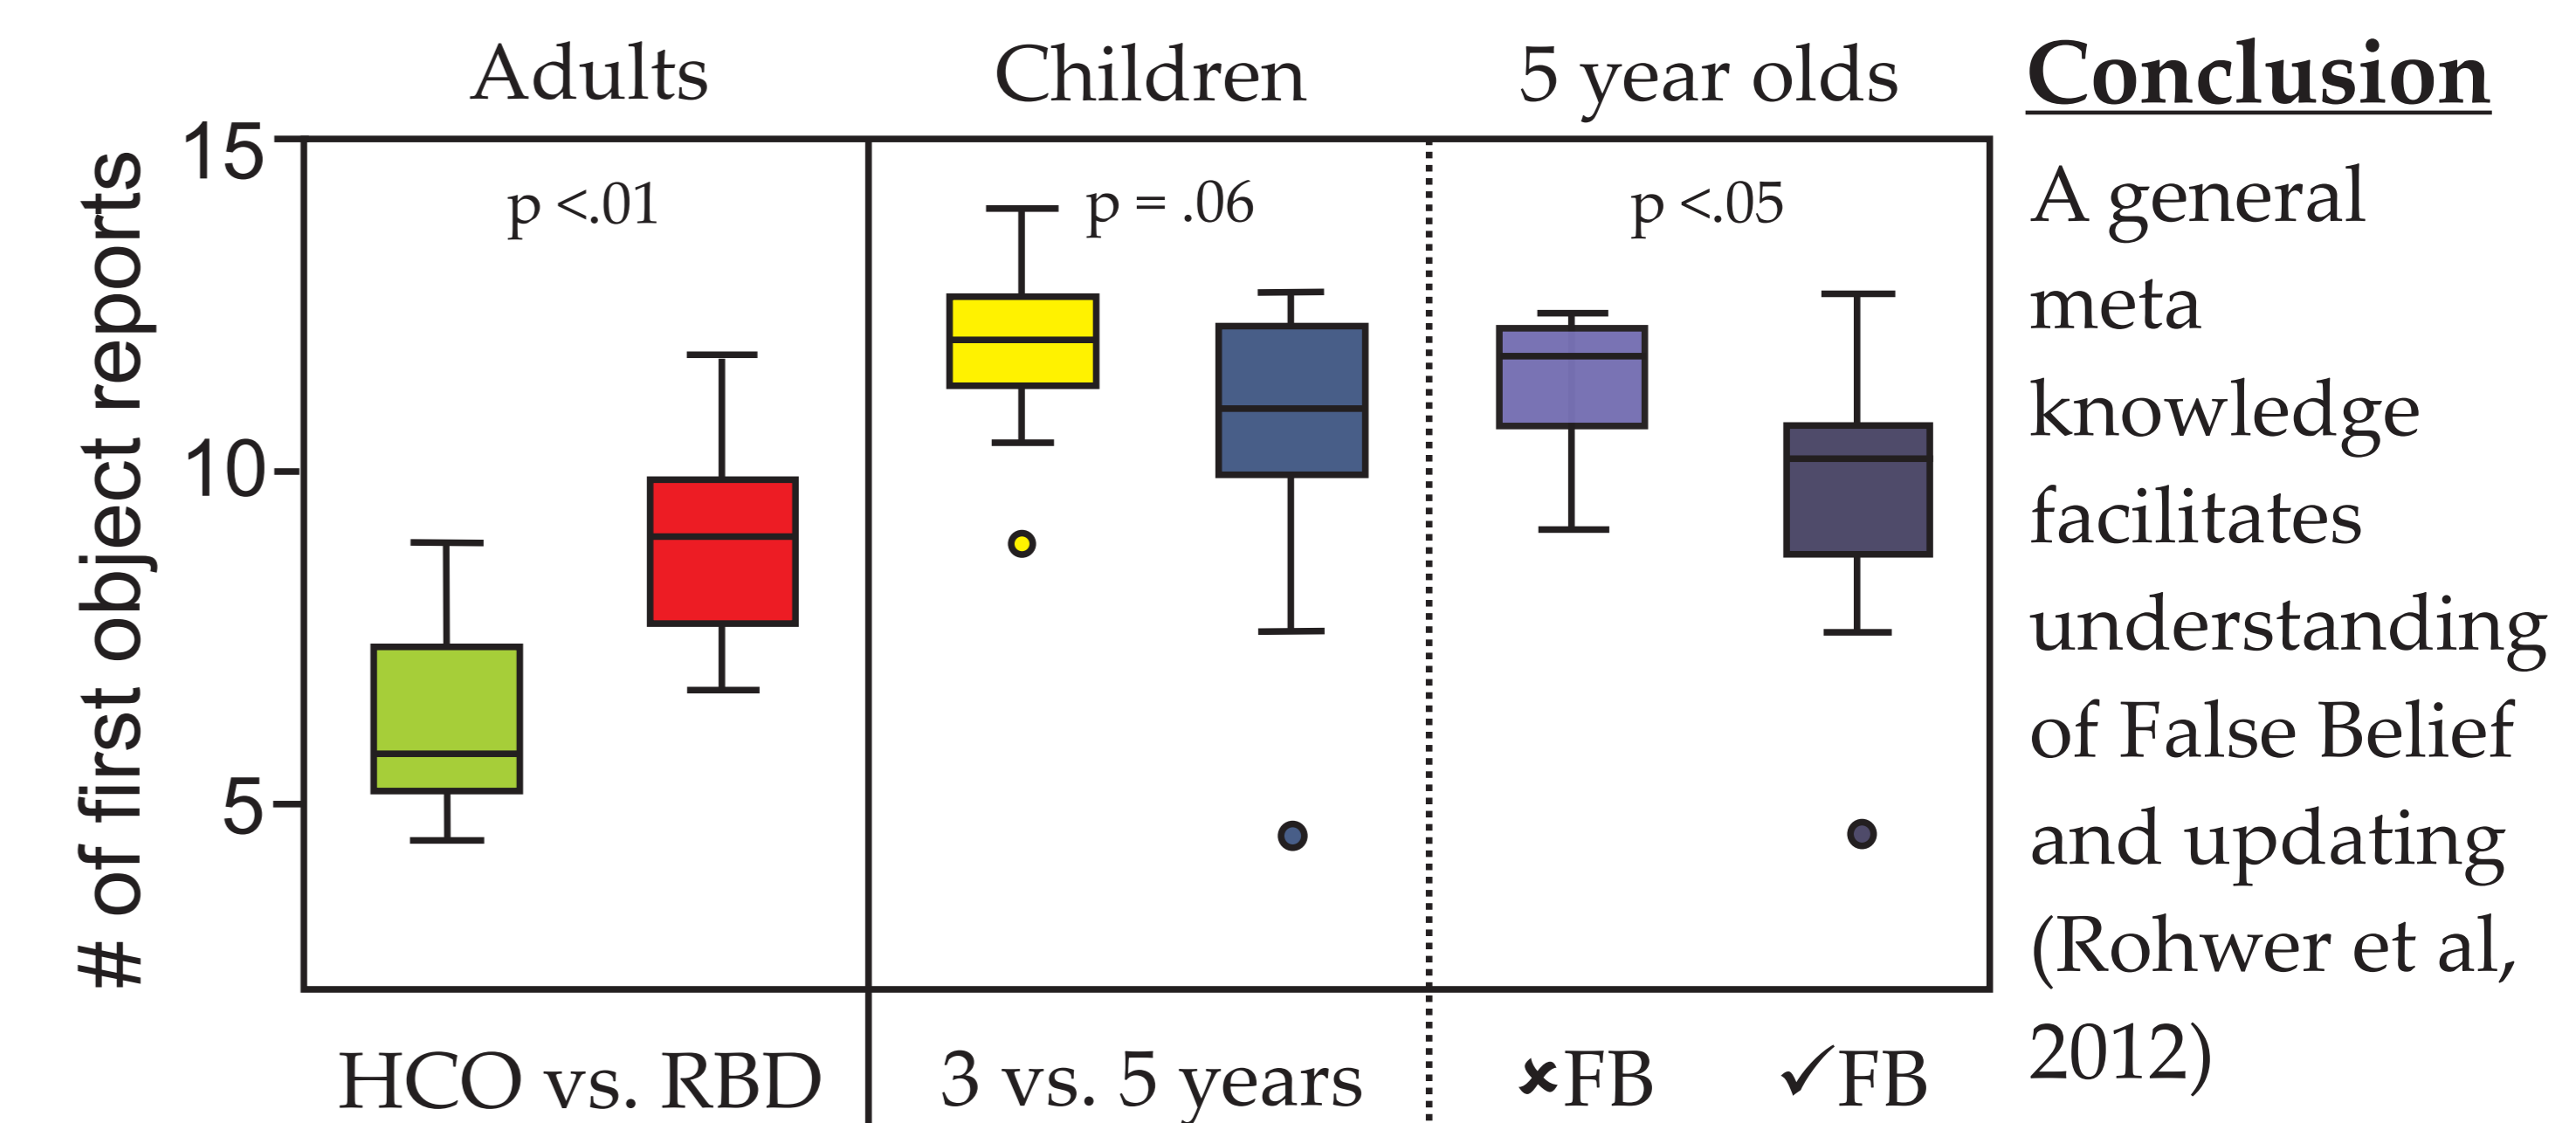 Adults Children 5 year olds
Conclusion
# of first object reports
15
10
5
p <.01 p = .06 p <.05
HCO vs. RBD 3 vs. 5 years ✘FB ✓FB
A general
meta
knowledge
facilitates
understanding
of False Belief
and updating
(Rohwer et al,
2012)